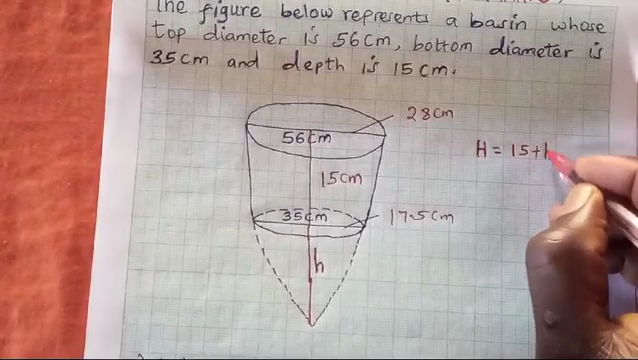 The figure below represents a basin whose
top diameter is 56cm, bottom diameter is
35cm and depth is 15cm.
28cm
56cm
H = 15+h
15cm
35cm
17.5cm
h